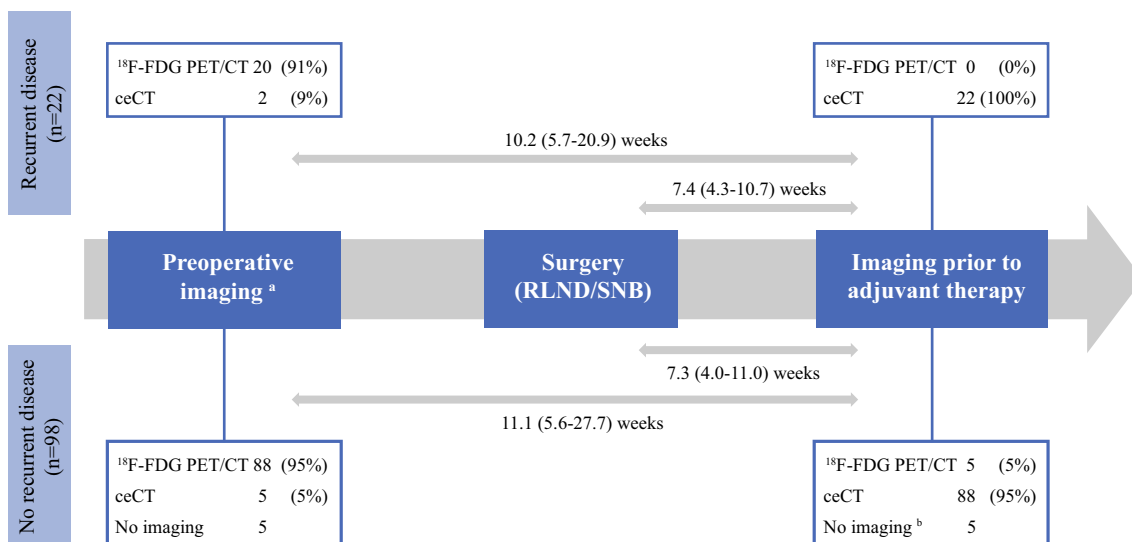 Recurrent disease
(n=22)
¹⁸F-FDG PET/CT 20 (91%)
ceCT 2 (9%)
¹⁸F-FDG PET/CT 0 (0%)
ceCT 22 (100%)
10.2 (5.7-20.9) weeks
7.4 (4.3-10.7) weeks
Preoperative
imaging ᵃ
Surgery
(RLND/SNB)
Imaging prior to
adjuvant therapy
7.3 (4.0-11.0) weeks
11.1 (5.6-27.7) weeks
No recurrent disease
(n=98)
¹⁸F-FDG PET/CT 88 (95%)
ceCT 5 (5%)
No imaging 5
¹⁸F-FDG PET/CT 5 (5%)
ceCT 88 (95%)
No imaging ᵇ 5